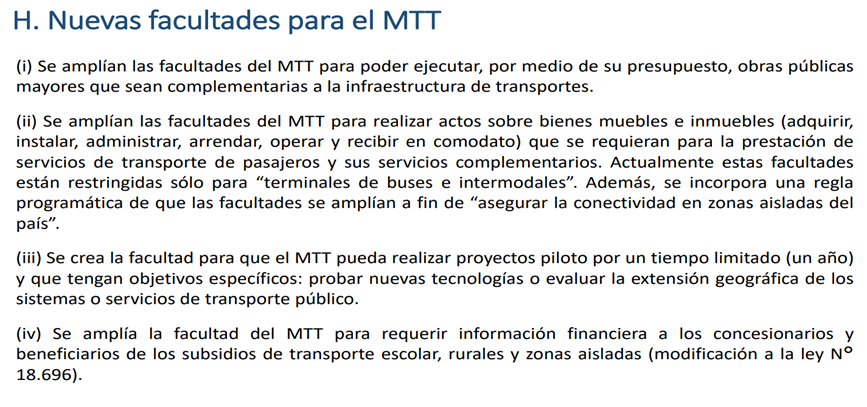 H. Nuevas facultades para el MTT
(i) Se amplían las facultades del MTT para poder ejecutar, por medio de su presupuesto, obras públicas
mayores que sean complementarias a la infraestructura de transportes.
(ii) Se amplían las facultades del MTT para realizar actos sobre bienes muebles e inmuebles (adquirir,
instalar, administrar, arrendar, operar y recibir en comodato) que se requieran para la prestación de
servicios de transporte de pasajeros y sus servicios complementarios. Actualmente estas facultades
están restringidas sólo para “terminales de buses e intermodales”. Además, se incorpora una regla
programática de que las facultades se amplían a fin de “asegurar la conectividad en zonas aisladas del
país”.
(iii) Se crea la facultad para que el MTT pueda realizar proyectos piloto por un tiempo limitado (un año)
y que tengan objetivos específicos: probar nuevas tecnologías o evaluar la extensión geográfica de los
sistemas o servicios de transporte público.
(iv) Se amplía la facultad del MTT para requerir información financiera a los concesionarios y
beneficiarios de los subsidios de transporte escolar, rurales y zonas aisladas (modificación a la ley N°
18.696).